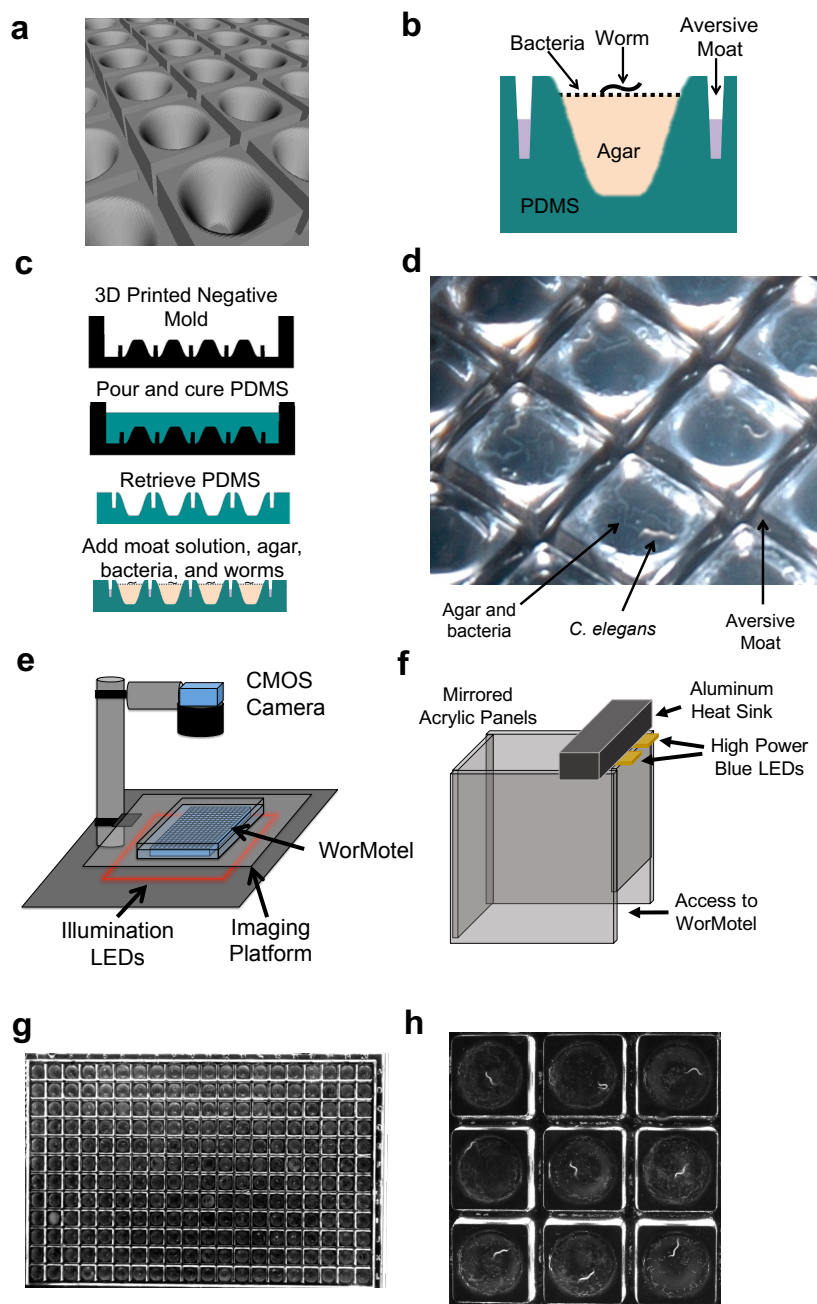 a
b
Bacteria
Worm
Aversive
Moat
Agar
PDMS
c
3D Printed Negative
Mold
Pour and cure PDMS
Retrieve PDMS
Add moat solution, agar,
bacteria, and worms
d
Agar and
bacteria
C. elegans
Aversive
Moat
e
CMOS
Camera
WorMotel
Illumination
LEDs
Imaging
Platform
f
Mirrored
Acrylic Panels
Aluminum
Heat Sink
High Power
Blue LEDs
Access to
WorMotel
g
h